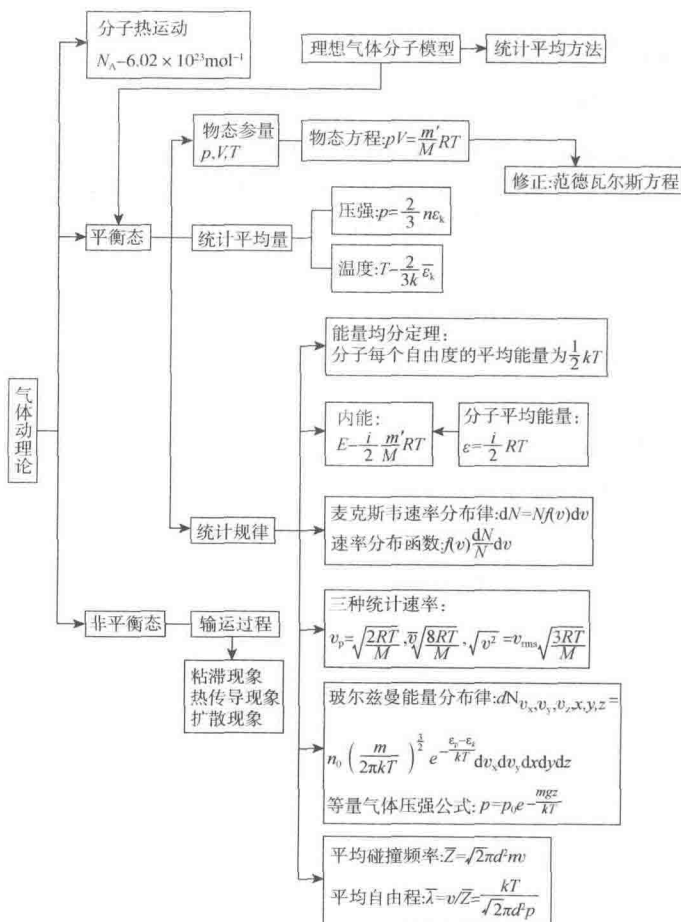 分子热运动
N_A-6.02×10²³mol⁻¹
理想气体分子模型
统计平均方法
物态参量
p,V,T
物态方程:pV=m′/M RT
修正:范德瓦尔斯方程
平衡态
统计平均量
压强:p=2/3 nε_k
温度:T-2/3k ε̄_k
能量均分定理:
分子每个自由度的平均能量为1/2 kT
气体动理论
内能:
E-i/2 m′/M RT
分子平均能量:
ε=i/2 RT
统计规律
麦克斯韦速率分布律:dN=Nf(v)dv
速率分布函数:f(v)dN/N dv
三种统计速率:
v_p=√(2RT/M),v̄√(8RT/M),√v̄²=v_rms√(3RT/M)
非平衡态
输运过程
粘滞现象
热传导现象
扩散现象
玻尔兹曼能量分布律:dN_{v_x,v_y,v_z,x,y,z}=
n₀(m/2πkT)^{3/2} e^{-(ε_p-ε_k)/kT}dv_xdv_ydxdydz
等量气体压强公式:p=p₀e^{-mgz/kT}
平均碰撞频率:Z̄=√2πd²nv
平均自由程:λ̄=v/Z̄=kT/√2πd²p